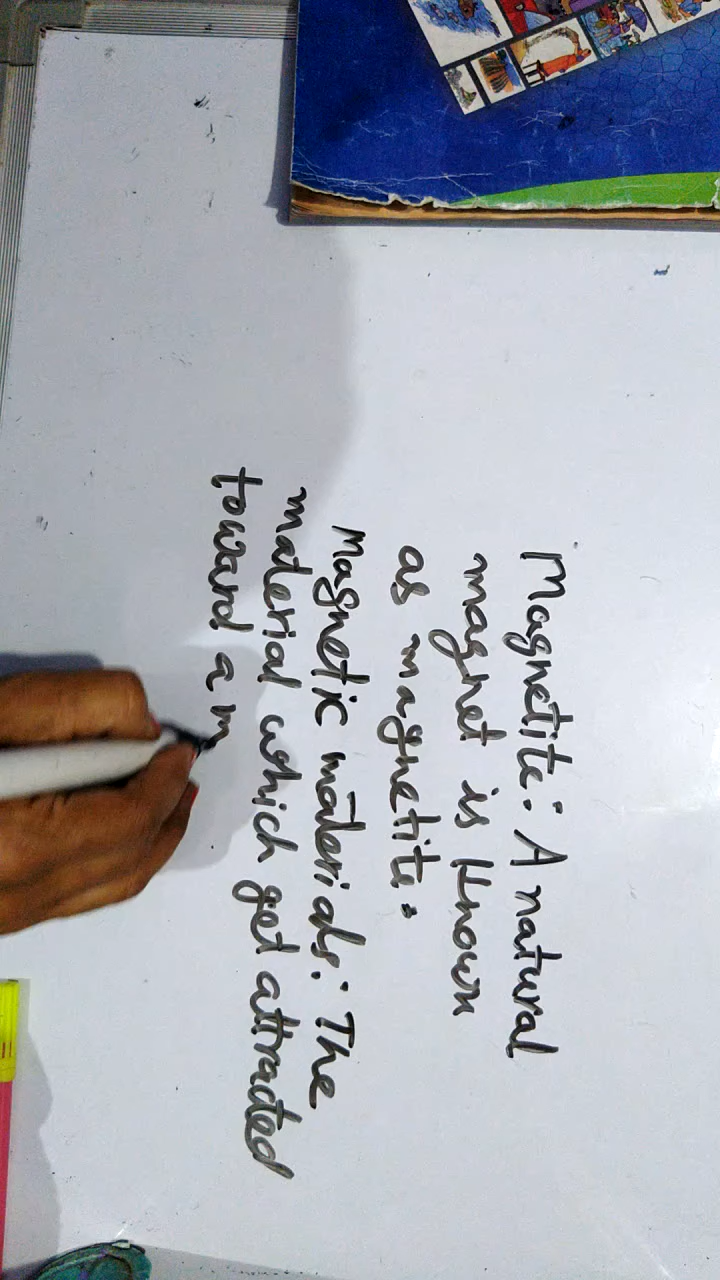 Magnetite: A natural
magnet is known
as magnetite.
Magnetic materials: The
material which get attracted
toward a m